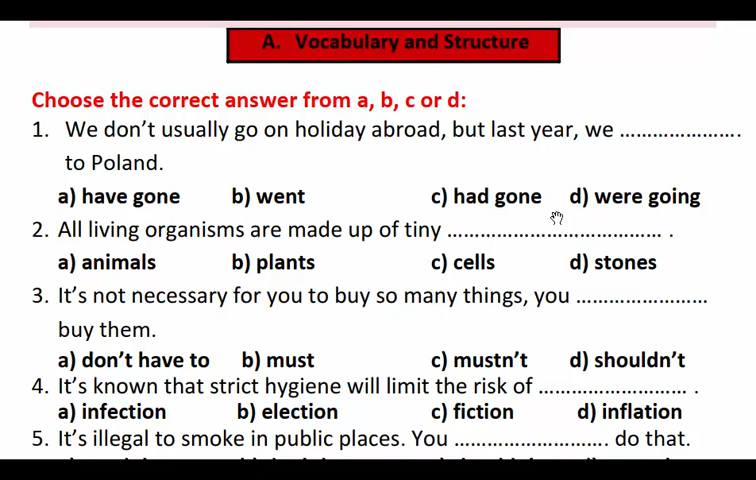 A. Vocabulary and Structure
Choose the correct answer from a, b, c or d:
1. We don't usually go on holiday abroad, but last year, we ......................
to Poland.
a) have gone b) went c) had gone d) were going
2. All living organisms are made up of tiny ........................................ .
a) animals b) plants c) cells d) stones
3. It's not necessary for you to buy so many things, you ........................
buy them.
a) don't have to b) must c) mustn't d) shouldn't
4. It's known that strict hygiene will limit the risk of ........................... .
a) infection b) election c) fiction d) inflation
5. It's illegal to smoke in public places. You ............................ do that.